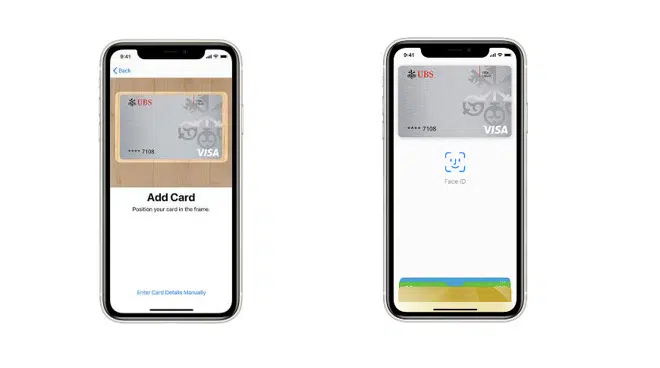 9:41
Back
UBS
**** 7108
VISA
Add Card
Position your card in the frame.
Enter Card Details Manually
9:41
UBS
**** 7108
VISA
Face ID